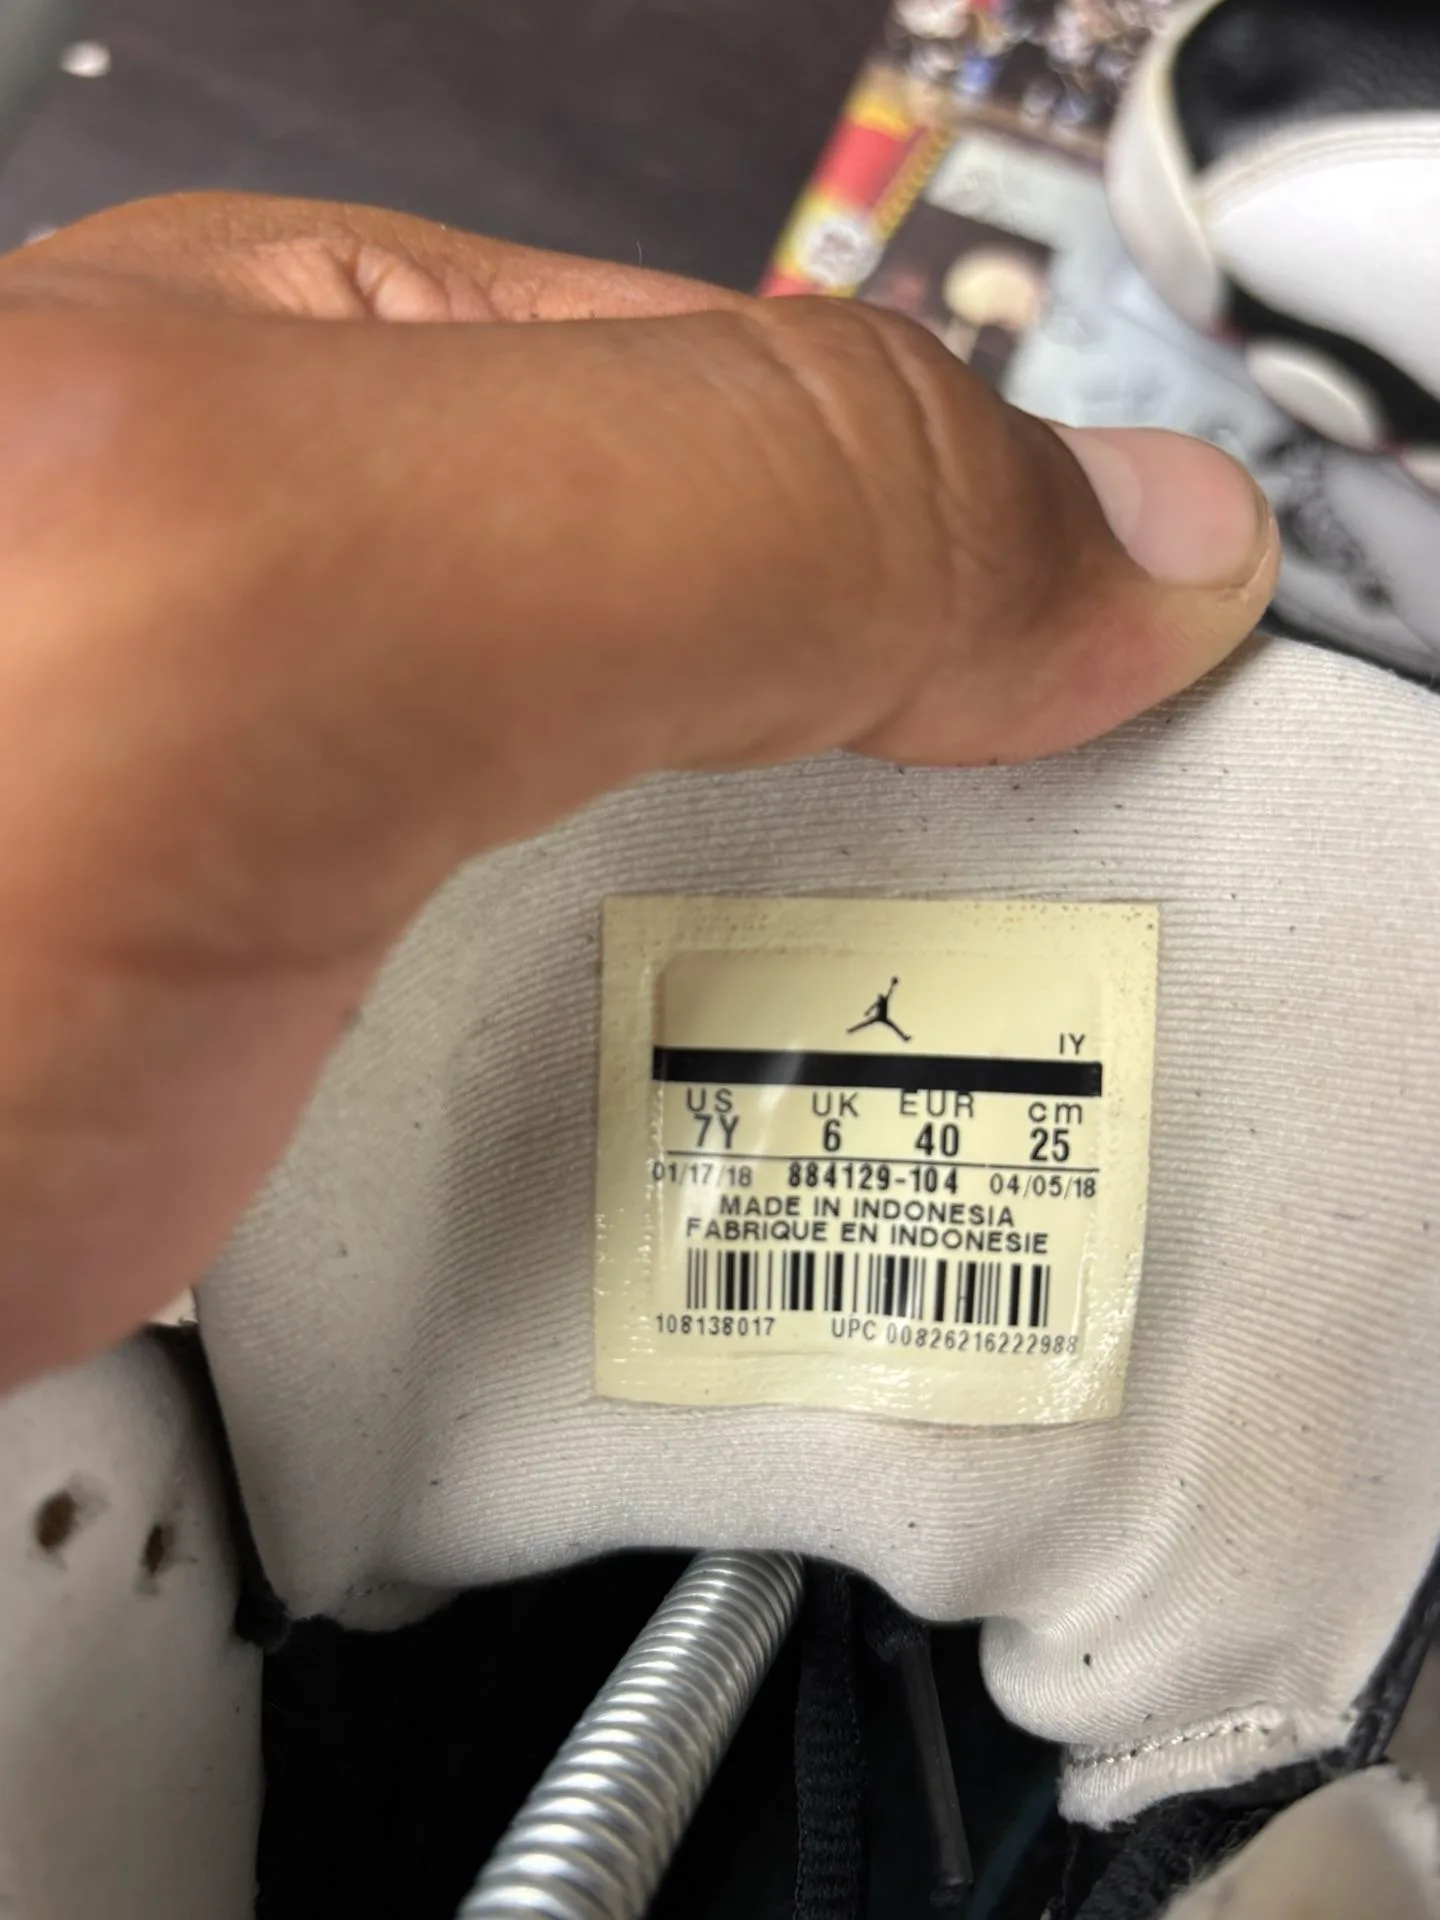 IY
US UK EUR cm
7Y 6 40 25
01/17/18 884129-104 04/05/18
MADE IN INDONESIA
FABRIQUE EN INDONESIE
108138017 UPC 00826216222988